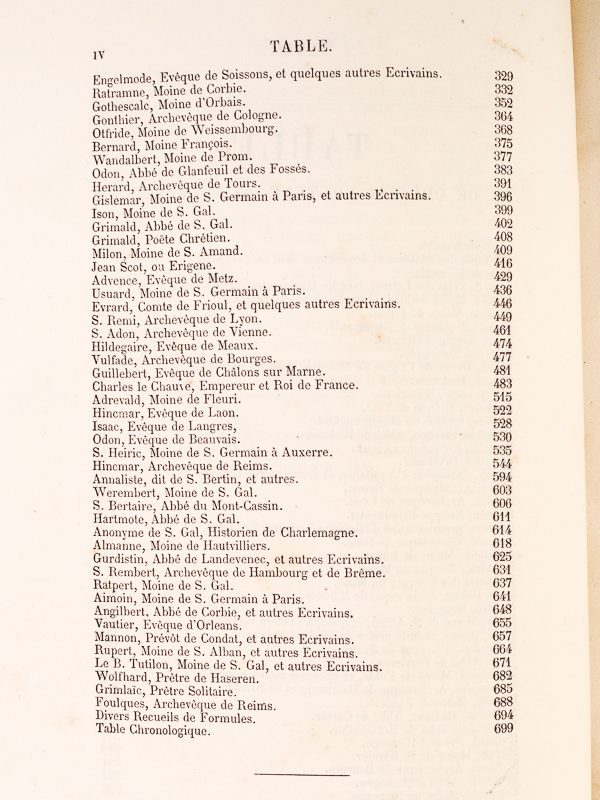 IV
TABLE.
Engelmode, Evêque de Soissons, et quelques autres Ecrivains. 329
Ratramne, Moine de Corbie. 332
Gothescalc, Moine d'Orbais. 352
Gonthier, Archevêque de Cologne. 364
Otfride, Moine de Weissembourg. 368
Bernard, Moine François. 375
Wandalbert, Moine de Prom. 377
Odon, Abbé de Glanfeuil et des Fossés. 383
Herard, Archevêque de Tours. 391
Gislemar, Moine de S. Germain à Paris, et autres Ecrivains. 396
Ison, Moine de S. Gal. 399
Grimald, Abbé de S. Gal. 402
Grimald, Poëte Chrétien. 408
Milon, Moine de S. Amand. 409
Jean Scot, ou Erigene. 416
Advence, Evêque de Metz. 429
Usuard, Moine de S. Germain à Paris. 436
Evrard, Comte de Frioul, et quelques autres Ecrivains. 446
S. Remi, Archevêque de Lyon. 449
S. Adon, Archevêque de Vienne. 461
Hildegaire, Evêque de Meaux. 474
Vulfade, Archevêque de Bourges. 477
Guillebert, Evêque de Châlons sur Marne. 481
Charles le Chauve, Empereur et Roi de France. 483
Adrevald, Moine de Fleuri. 515
Hincmar, Evêque de Laon. 522
Isaac, Evêque de Langres, 528
Odon, Evêque de Beauvais. 530
S. Heiric, Moine de S. Germain à Auxerre. 535
Hincmar, Archevêque de Reims. 544
Annaliste, dit de S. Bertin, et autres. 594
Werembert, Moine de S. Gal. 603
S. Bertaire, Abbé du Mont-Cassin. 606
Hartmote, Abbé de S. Gal. 611
Anonyme de S. Gal, Historien de Charlemagne. 614
Almanne, Moine de Hautvilliers. 618
Gurdistin, Abbé de Landevenec, et autres Ecrivains. 625
S. Rembert, Archevêque de Hambourg et de Brême. 631
Ratpert, Moine de S. Gal. 637
Aimoin, Moine de S. Germain à Paris. 641
Angilbert, Abbé de Corbie, et autres Ecrivains. 648
Vautier, Evêque d'Orleans. 655
Mannon, Prévôt de Condat, et autres Ecrivains. 657
Rupert, Moine de S. Alban, et autres Ecrivains. 664
Le B. Tutilon, Moine de S. Gal, et autres Ecrivains. 671
Wolfhard, Prêtre de Haseren. 682
Grimlaïc, Prêtre Solitaire. 685
Foulques, Archevêque de Reims. 688
Divers Recueils de Formules. 694
Table Chronologique. 699